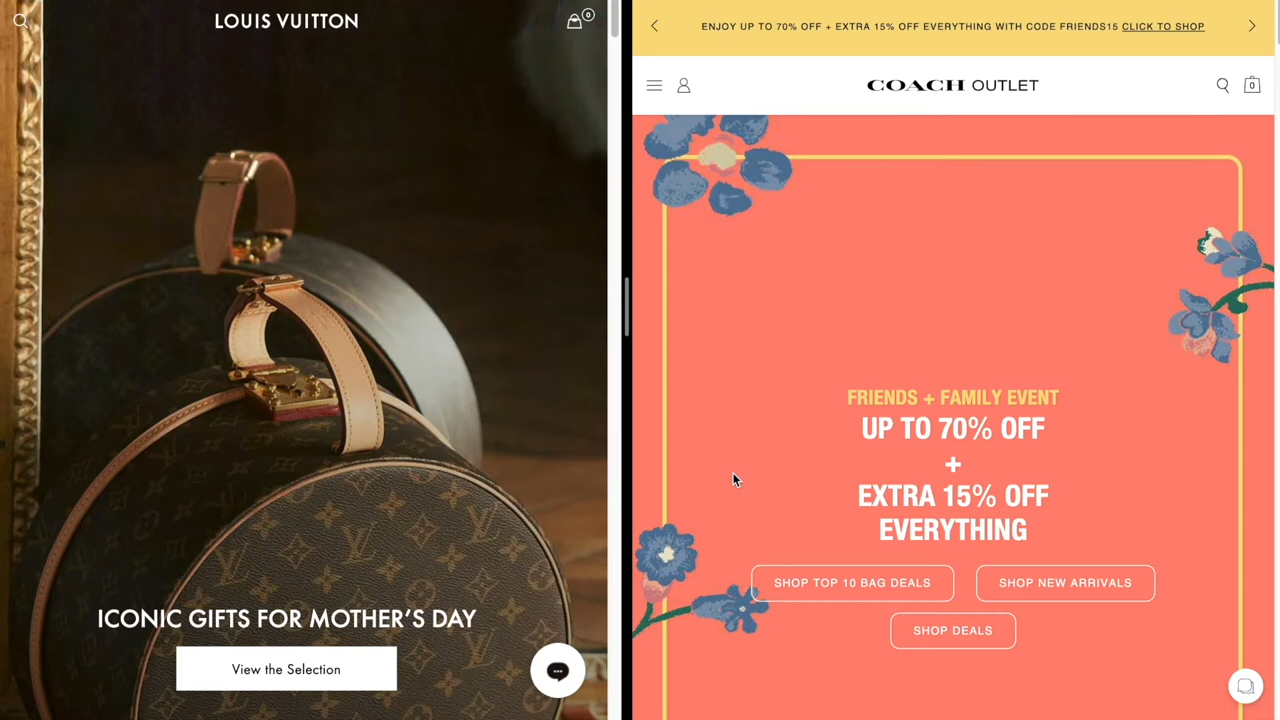 LOUIS VUITTON
0
ICONIC GIFTS FOR MOTHER'S DAY
View the Selection
ENJOY UP TO 70% OFF + EXTRA 15% OFF EVERYTHING WITH CODE FRIENDS15 CLICK TO SHOP
COACH OUTLET
0
FRIENDS + FAMILY EVENT
UP TO 70% OFF
+
EXTRA 15% OFF
EVERYTHING
SHOP TOP 10 BAG DEALS
SHOP NEW ARRIVALS
SHOP DEALS